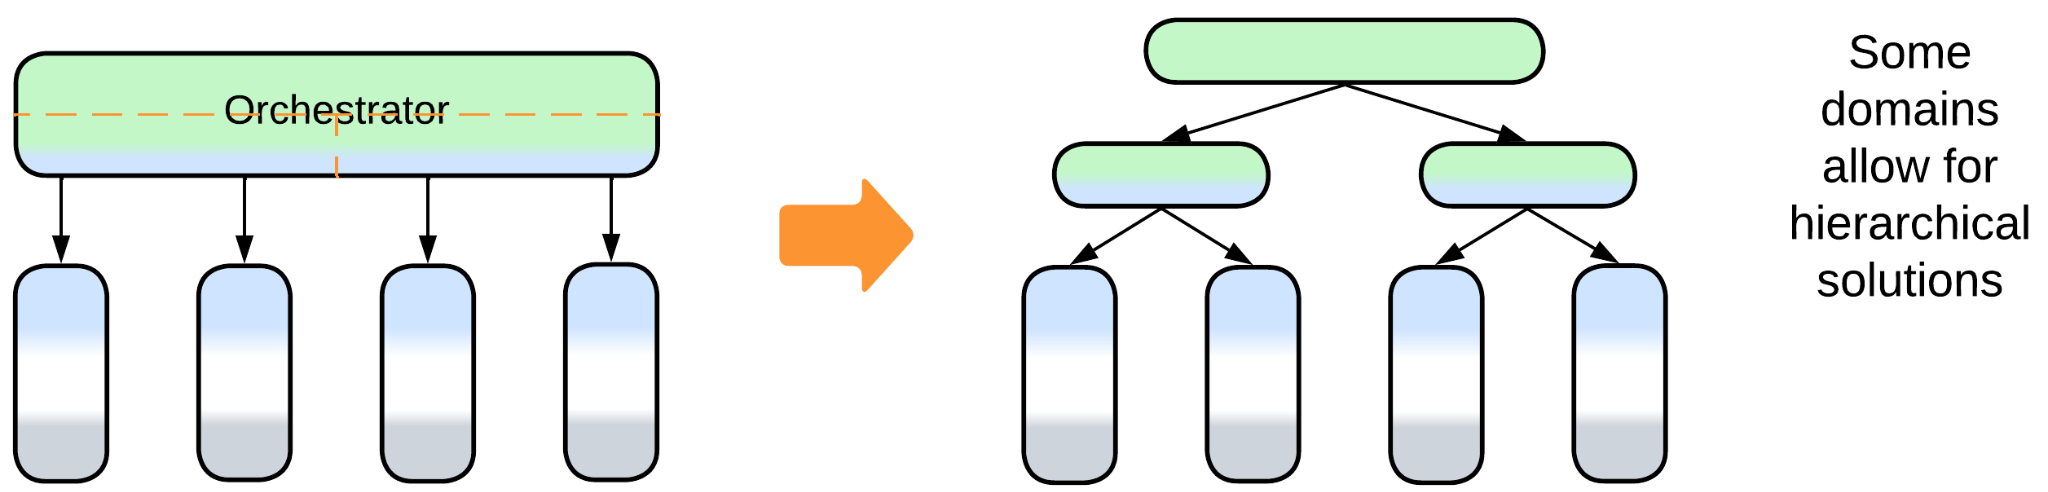 Orchestrator
Some
domains
allow for
hierarchical
solutions